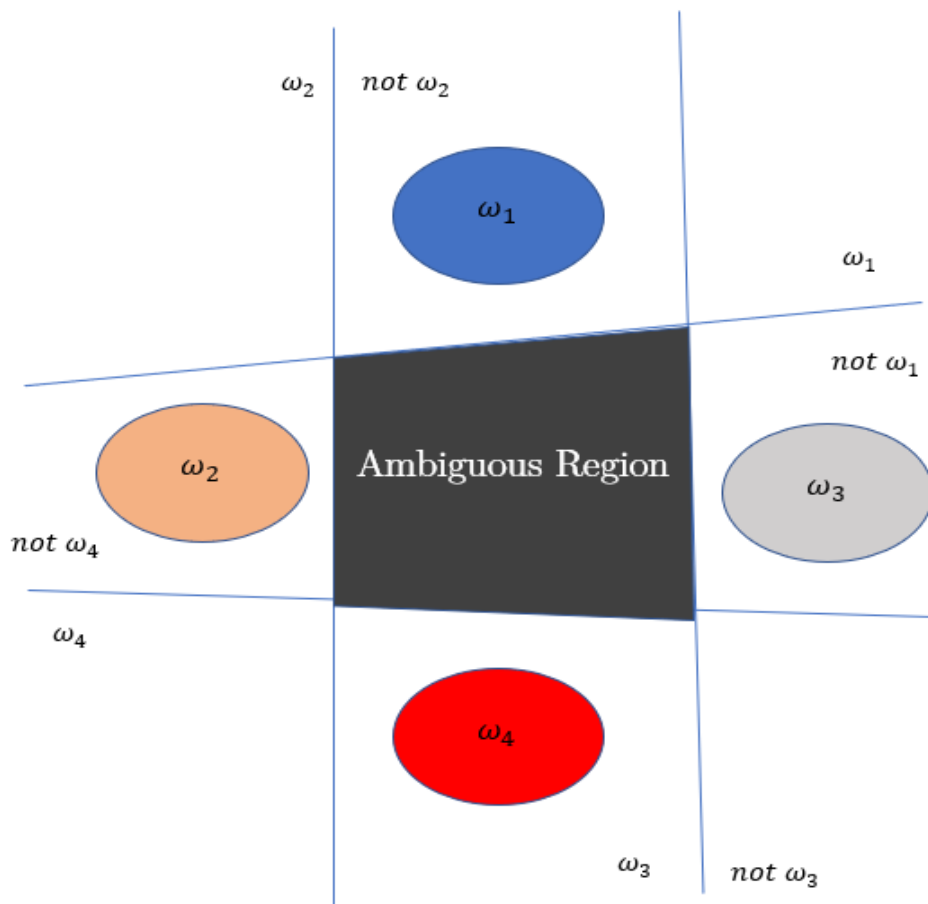 ω₂ not ω₂
ω₁
ω₁
not ω₁
Ambiguous Region
ω₂
ω₃
not ω₄
ω₄
ω₄
ω₃ not ω₃